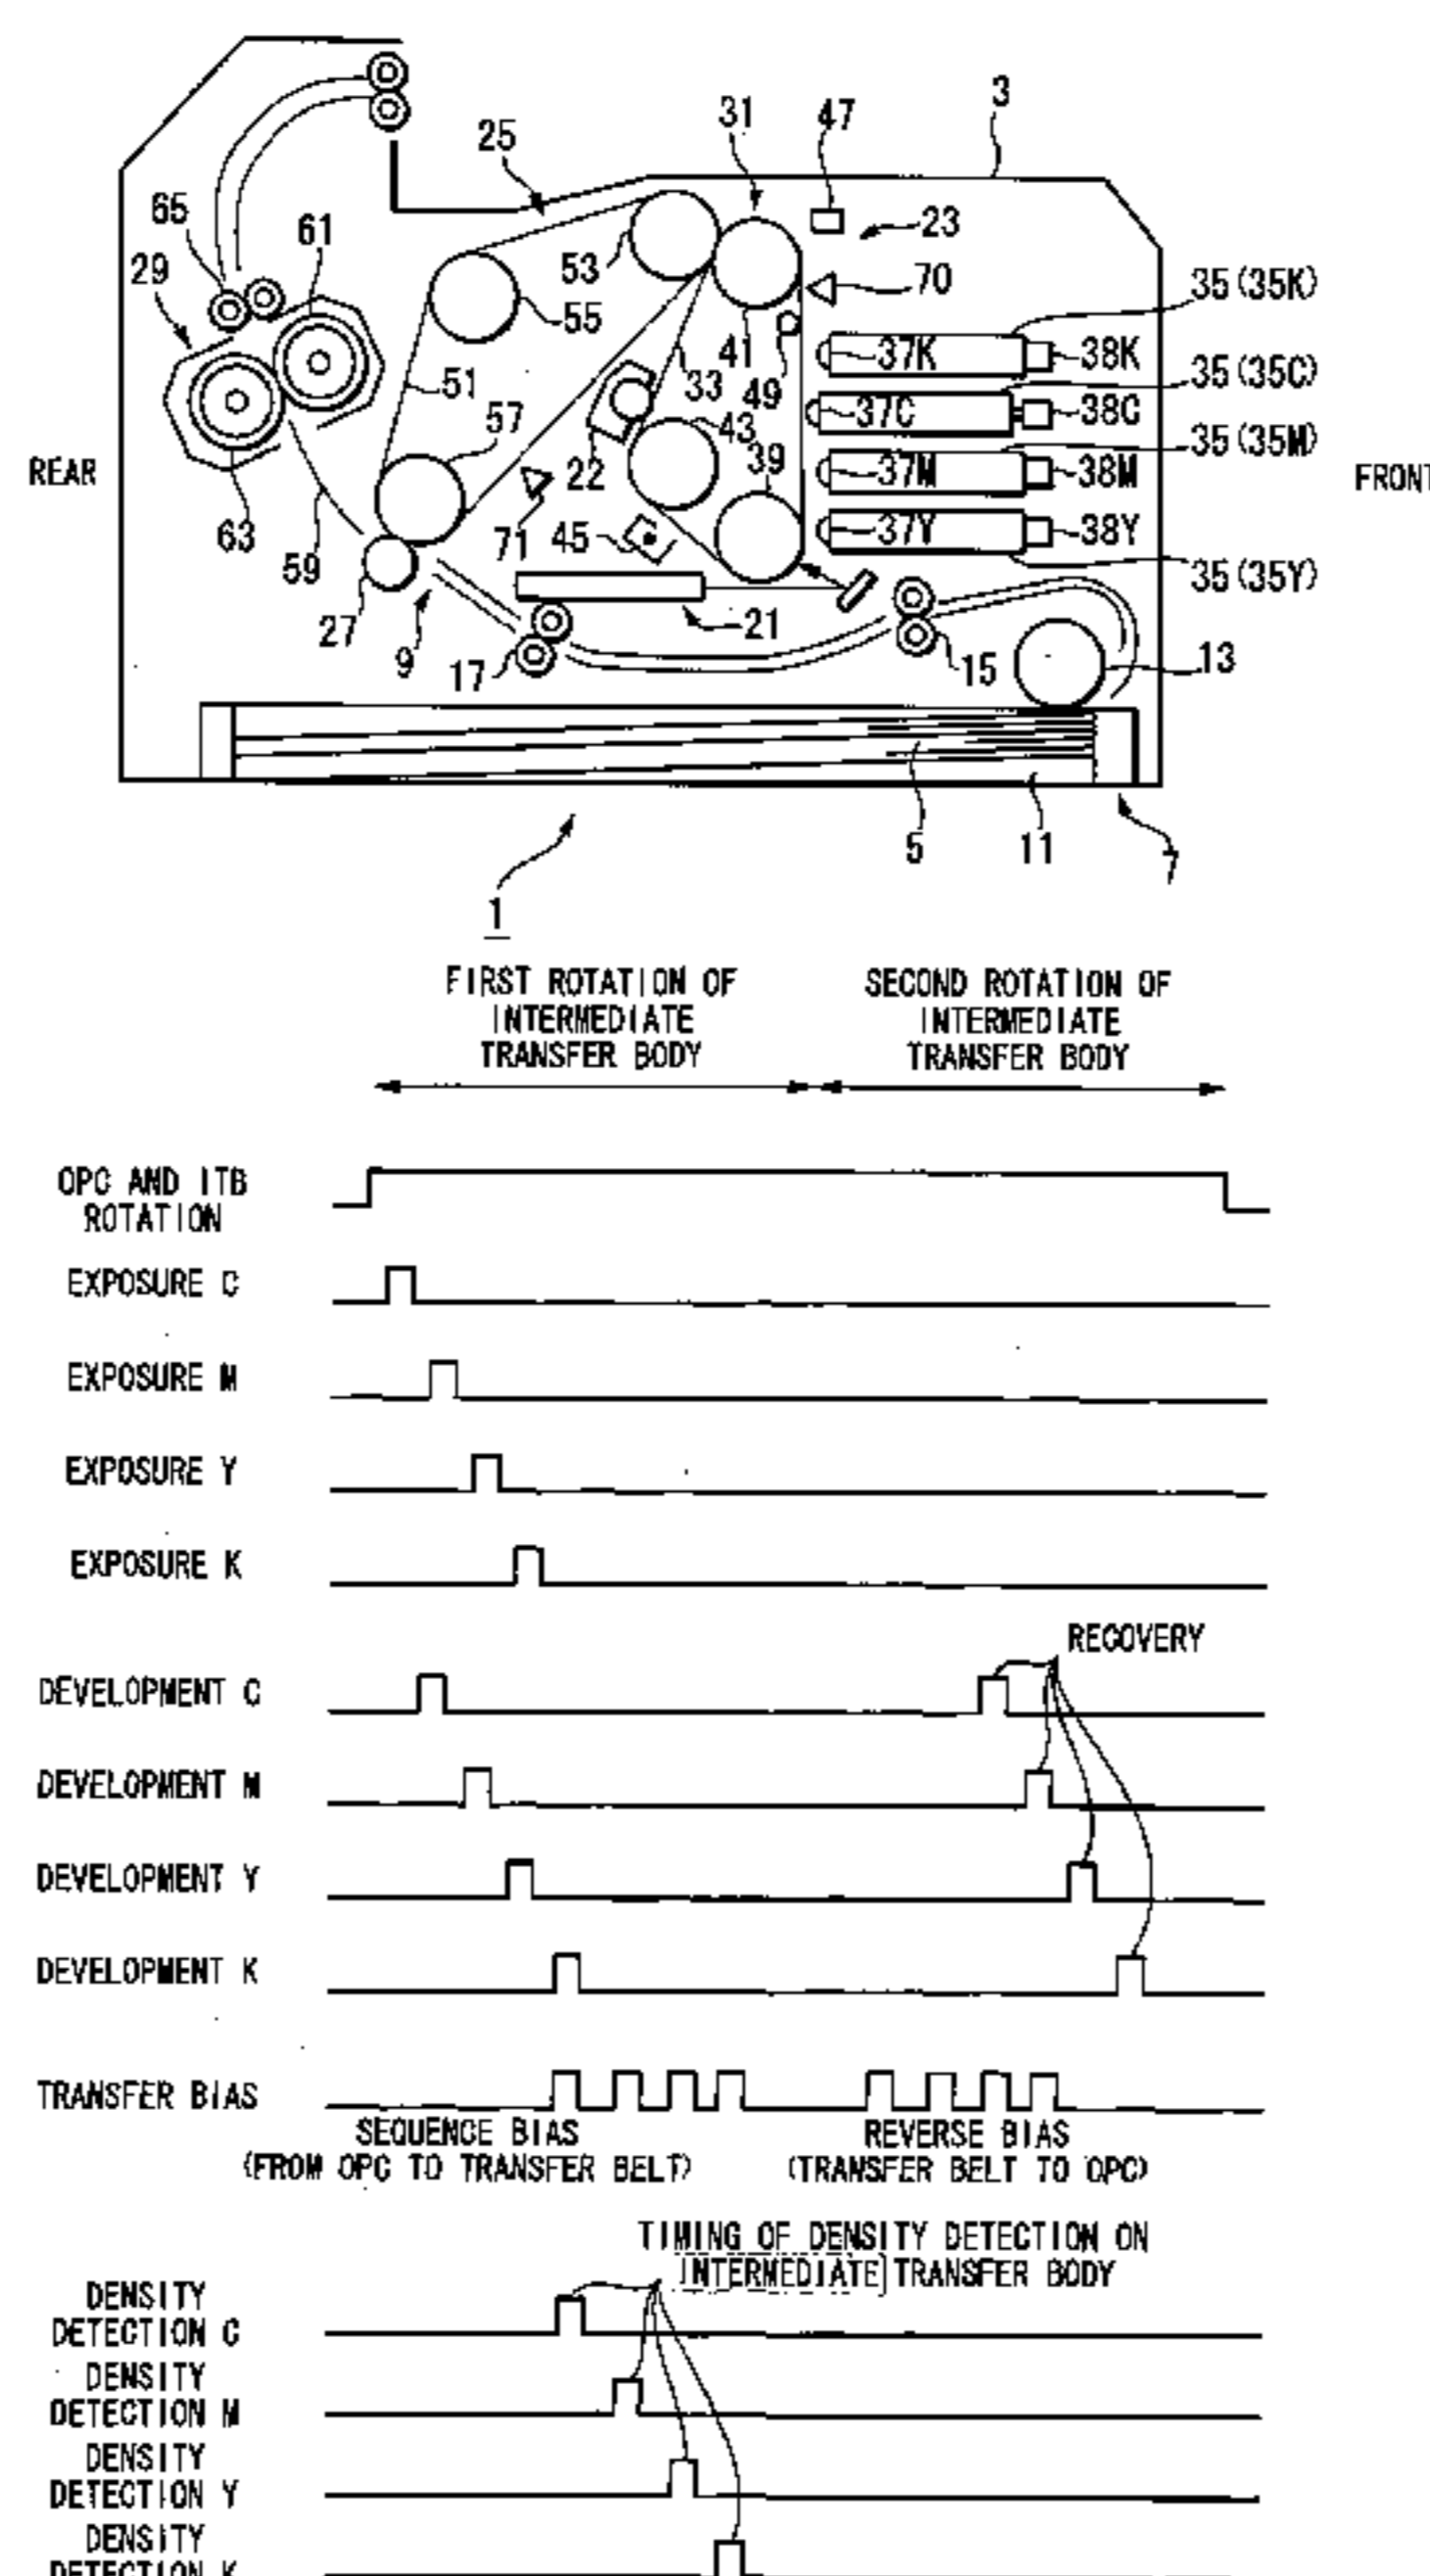 3
31
47
25
23
65
61
53
29
70
35(35K)
55
41
37K
38K
35(35C)
51
33
49
37C
38C
43
35(35M)
57
39
REAR
22
37M
38M
FRONT
71
45
37Y
38Y
63
59
35(35Y)
27
21
9
17
15
13
5
11
7
1
FIRST ROTATION OF
INTERMEDIATE
TRANSFER BODY
SECOND ROTATION OF
INTERMEDIATE
TRANSFER BODY
OPC AND ITB
ROTATION
EXPOSURE C
EXPOSURE M
EXPOSURE Y
EXPOSURE K
RECOVERY
DEVELOPMENT C
DEVELOPMENT M
DEVELOPMENT Y
DEVELOPMENT K
TRANSFER BIAS
SEQUENCE BIAS
(FROM OPC TO TRANSFER BELT)
REVERSE BIAS
(TRANSFER BELT TO OPC)
TIMING OF DENSITY DETECTION ON
INTERMEDIATE TRANSFER BODY
DENSITY
DETECTION C
DENSITY
DETECTION M
DENSITY
DETECTION Y
DENSITY
DETECTION K